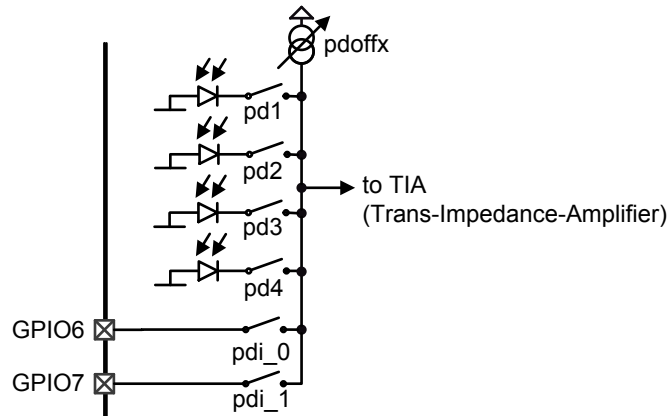 pdoffx
pd1
pd2
to TIA
(Trans-Impedance-Amplifier)
pd3
pd4
GPIO6
pdi_0
GPIO7
pdi_1